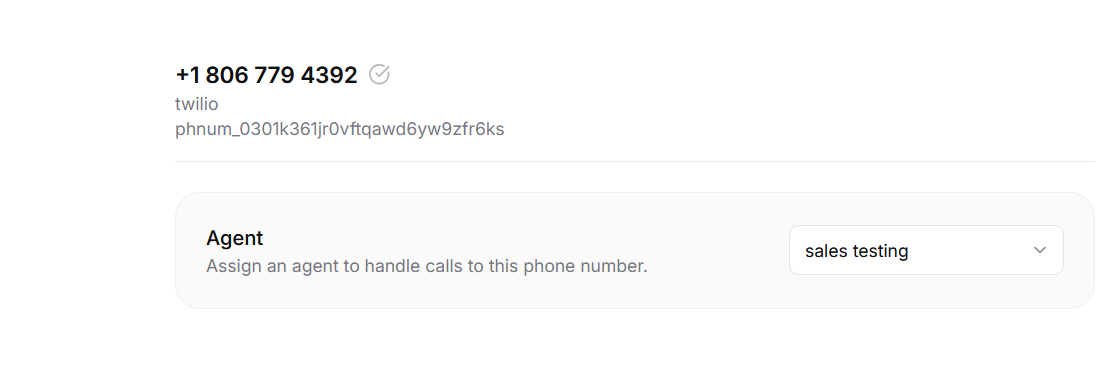 +1 806 779 4392
twilio
phnum_0301k361jr0vftqawd6yw9zfr6ks
Agent
Assign an agent to handle calls to this phone number.
sales testing